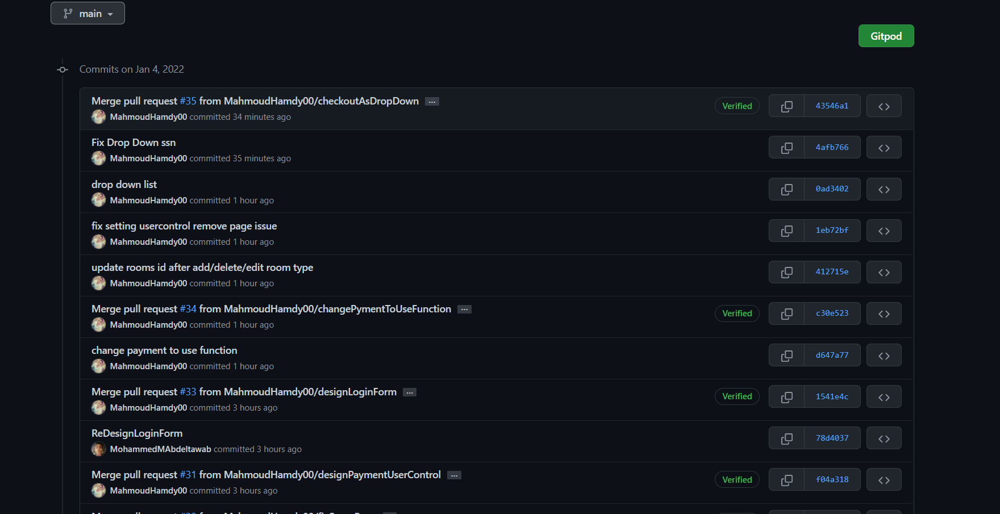 main
Gitpod
Commits on Jan 4, 2022
Merge pull request #35 from MahmoudHamdy00/checkoutAsDropDown ...
Verified
43546a1
MahmoudHamdy00 committed 34 minutes ago
Fix Drop Down ssn
4afb766
MahmoudHamdy00 committed 35 minutes ago
drop down list
0ad3402
MahmoudHamdy00 committed 1 hour ago
fix setting usercontrol remove page issue
1eb72bf
MahmoudHamdy00 committed 1 hour ago
update rooms id after add/delete/edit room type
412715e
MahmoudHamdy00 committed 1 hour ago
Merge pull request #34 from MahmoudHamdy00/changePymentToUseFunction ...
Verified
c30e523
MahmoudHamdy00 committed 1 hour ago
change payment to use function
d647a77
MahmoudHamdy00 committed 1 hour ago
Merge pull request #33 from MahmoudHamdy00/designLoginForm ...
Verified
1541e4c
MahmoudHamdy00 committed 3 hours ago
ReDesignLoginForm
78d4037
MohammedMAbdeltawab committed 3 hours ago
Merge pull request #31 from MahmoudHamdy00/designPaymentUserControl ...
Verified
f04a318
MahmoudHamdy00 committed 3 hours ago